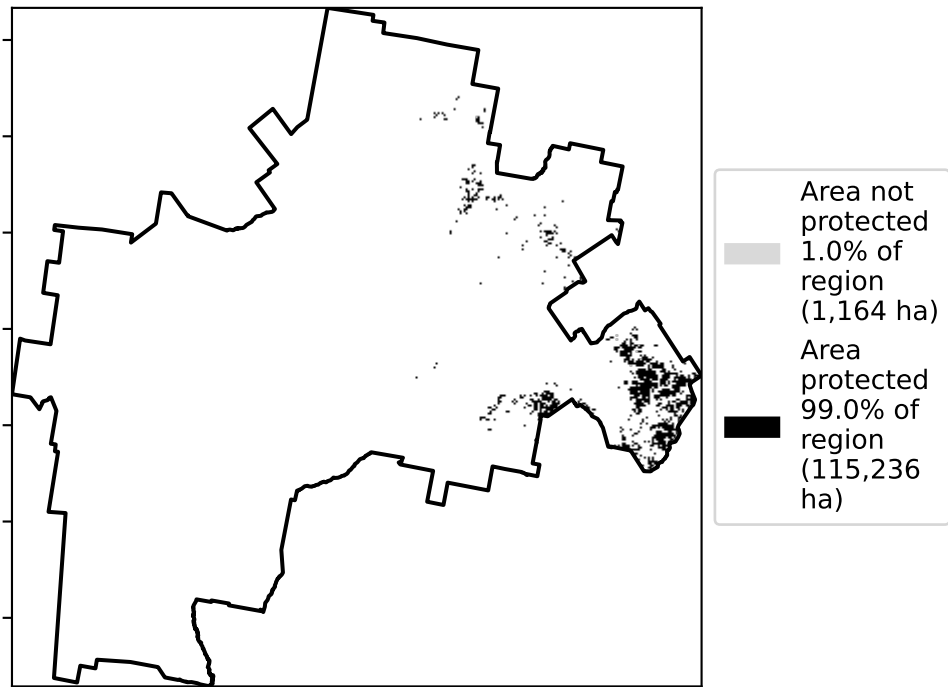 Area not
protected
1.0% of
region
(1,164 ha)
Area
protected
99.0% of
region
(115,236
ha)